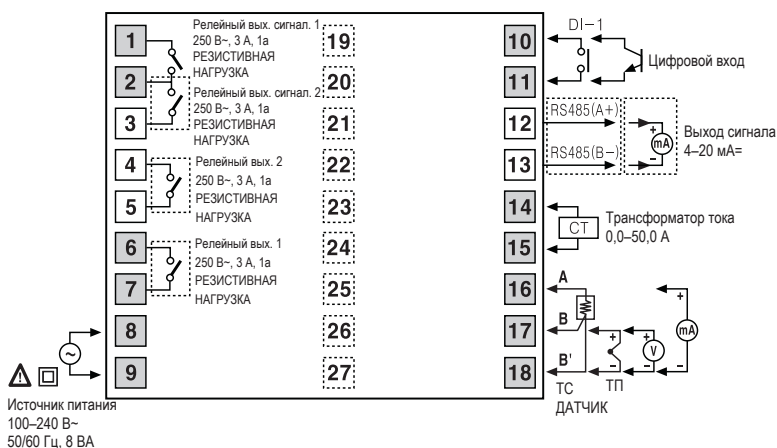 1
2
3
4
5
6
7
8
9
Релейный вых. сигнал. 1
250 В~, 3 А, 1а
РЕЗИСТИВНАЯ
НАГРУЗКА
Релейный вых. сигнал. 2
250 В~, 3 А, 1а
РЕЗИСТИВНАЯ
НАГРУЗКА
Релейный вых. 2
250 В~, 3 А, 1а
РЕЗИСТИВНАЯ
НАГРУЗКА
Релейный вых. 1
250 В~, 3 А, 1а
РЕЗИСТИВНАЯ
НАГРУЗКА
19
20
21
22
23
24
25
26
27
10
11
12
13
14
15
16
17
18
DI-1
Цифровой вход
RS485(A+)
RS485(B-)
+
mA
-
Выход сигнала
4–20 мА=
CT
Трансформатор тока
0,0–50,0 А
A
B
B'
+
-
+
V
-
+
mA
-
ТС
ТП
ДАТЧИК
Источник питания
100–240 В~
50/60 Гц, 8 ВА